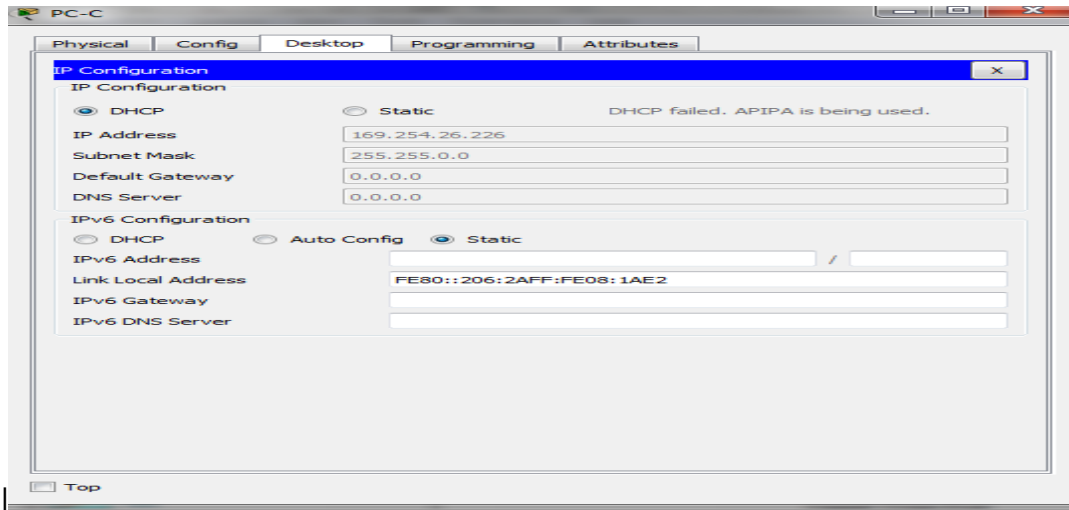 PC-C
Physical Config Desktop Programming Attributes
IP Configuration X
IP Configuration
DHCP Static DHCP failed. APIPA is being used.
IP Address 169.254.26.226
Subnet Mask 255.255.0.0
Default Gateway 0.0.0.0
DNS Server 0.0.0.0
IPv6 Configuration
DHCP Auto Config Static
IPv6 Address /
Link Local Address FE80::206:2AFF:FE08:1AE2
IPv6 Gateway
IPv6 DNS Server
Top